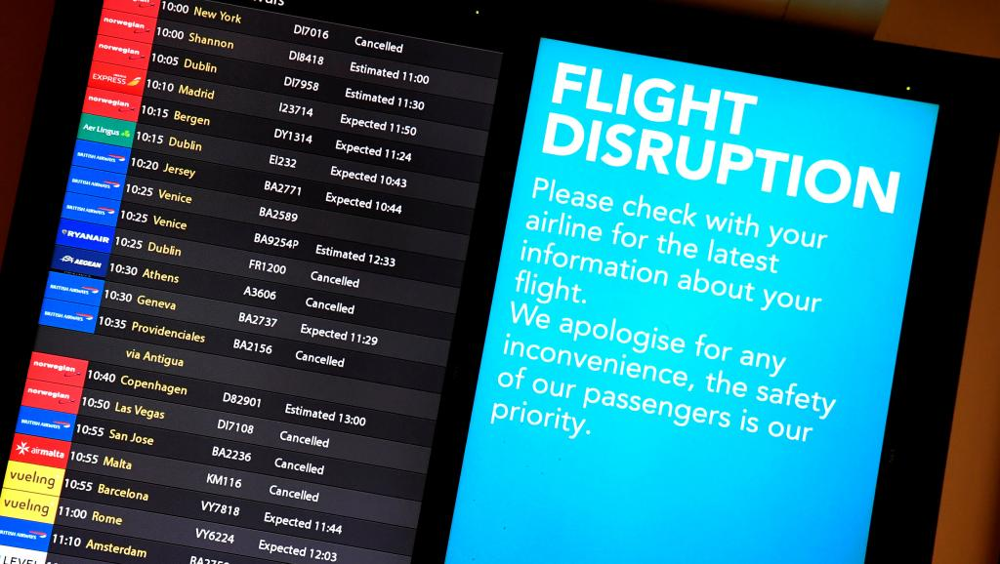 10:00 New York DI7016 Cancelled
norwegian 10:00 Shannon DI8418 Estimated 11:00
norwegian 10:05 Dublin DI7958 Estimated 11:30
EXPRESS 10:10 Madrid I23714 Expected 11:50
norwegian 10:15 Bergen DY1314 Expected 11:24
Aer Lingus 10:15 Dublin EI232 Expected 10:43
BRITISH AIRWAYS 10:20 Jersey BA2771 Expected 10:44
BRITISH AIRWAYS 10:25 Venice BA2589
BRITISH AIRWAYS 10:25 Venice BA9254P Estimated 12:33
RYANAIR 10:25 Dublin FR1200 Cancelled
AEGEAN 10:30 Athens A3606 Cancelled
BRITISH AIRWAYS 10:30 Geneva BA2737 Expected 11:29
BRITISH AIRWAYS 10:35 Providenciales BA2156 Cancelled
via Antigua
norwegian 10:40 Copenhagen D82901 Estimated 13:00
norwegian 10:50 Las Vegas DI7108 Cancelled
BRITISH AIRWAYS 10:55 San Jose BA2236 Cancelled
airmalta 10:55 Malta KM116 Cancelled
vueling 10:55 Barcelona VY7818 Expected 11:44
vueling 11:00 Rome VY6224 Expected 12:03
BRITISH AIRWAYS 11:10 Amsterdam
LEVEL
FLIGHT
DISRUPTION
Please check with your
airline for the latest
information about your
flight.
We apologise for any
inconvenience, the safety
of our passengers is our
priority.